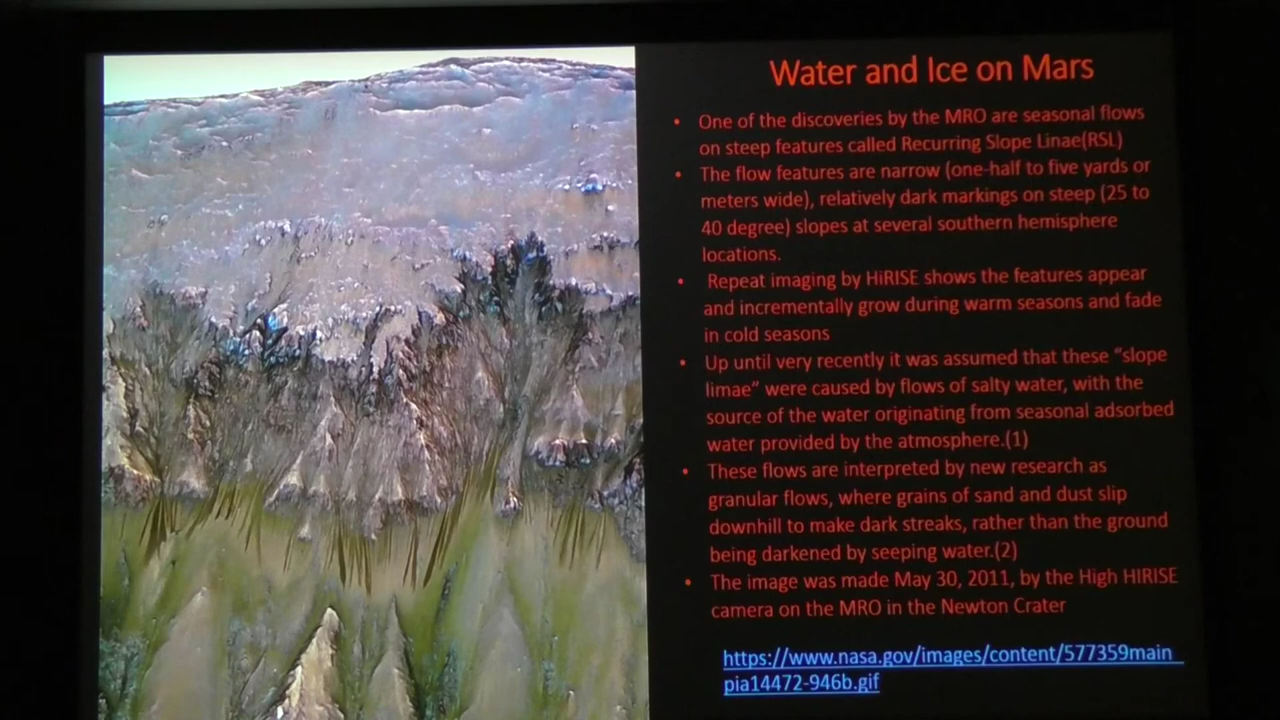 Water and Ice on Mars
• One of the discoveries by the MRO are seasonal flows
on steep features called Recurring Slope Linae(RSL)
• The flow features are narrow (one-half to five yards or
meters wide), relatively dark markings on steep (25 to
40 degree) slopes at several southern hemisphere
locations.
• Repeat imaging by HiRISE shows the features appear
and incrementally grow during warm seasons and fade
in cold seasons
• Up until very recently it was assumed that these “slope
limae” were caused by flows of salty water, with the
source of the water originating from seasonal adsorbed
water provided by the atmosphere.(1)
• These flows are interpreted by new research as
granular flows, where grains of sand and dust slip
downhill to make dark streaks, rather than the ground
being darkened by seeping water.(2)
• The image was made May 30, 2011, by the High HIRISE
camera on the MRO in the Newton Crater
https://www.nasa.gov/images/content/577359main
pia14472-946b.gif